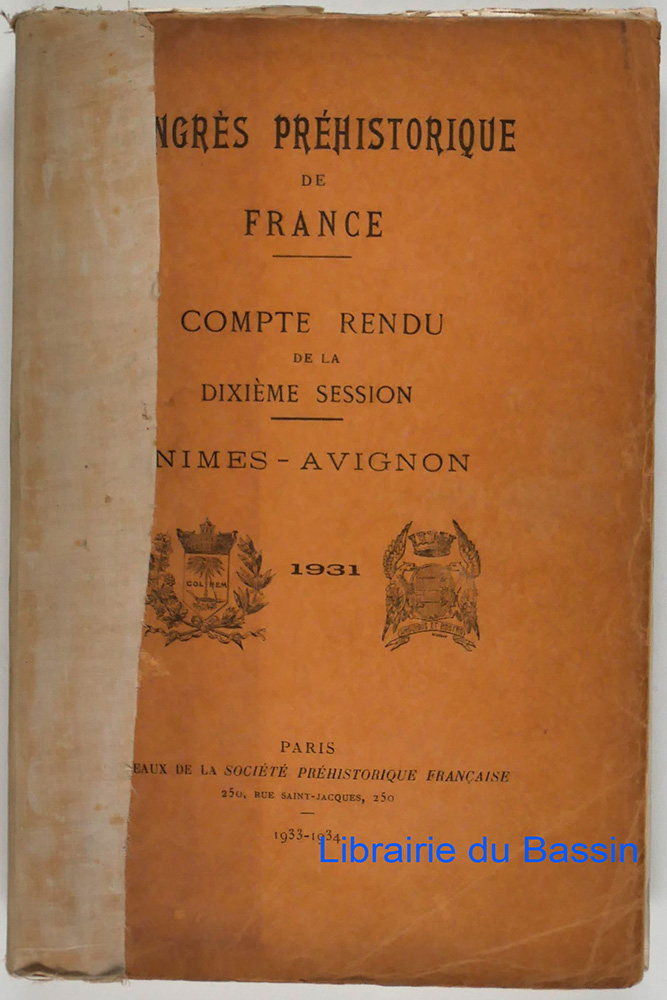 NGRÈS PRÉHISTORIQUE
DE
FRANCE
COMPTE RENDU
DE LA
DIXIÈME SESSION
NIMES - AVIGNON
COL NEM
1931
PARIS
EAUX DE LA SOCIÉTÉ PRÉHISTORIQUE FRANÇAISE
250, RUE SAINT-JACQUES, 250
1933-1934
Librairie du Bassin